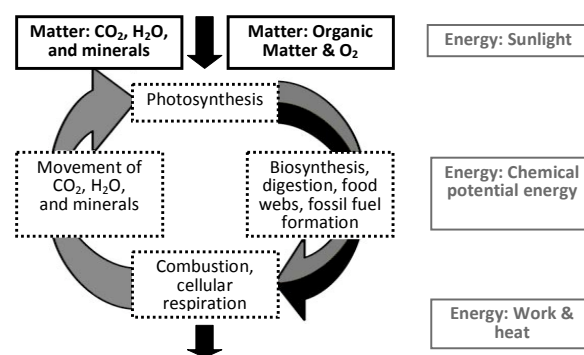 Matter: CO₂, H₂O,
and minerals
Matter: Organic
Matter & O₂
Energy: Sunlight
Photosynthesis
Movement of
CO₂, H₂O,
and minerals
Biosynthesis,
digestion, food
webs, fossil fuel
formation
Energy: Chemical
potential energy
Combustion,
cellular
respiration
Energy: Work &
heat